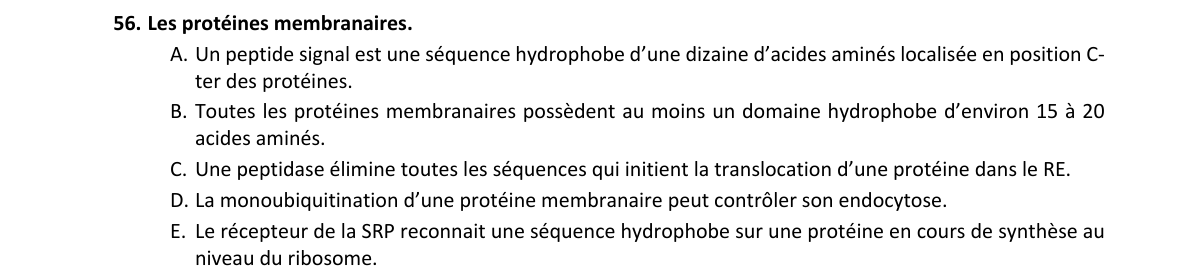 56. Les protéines membranaires.
A. Un peptide signal est une séquence hydrophobe d’une dizaine d’acides aminés localisée en position C-
ter des protéines.
B. Toutes les protéines membranaires possèdent au moins un domaine hydrophobe d’environ 15 à 20
acides aminés.
C. Une peptidase élimine toutes les séquences qui initient la translocation d’une protéine dans le RE.
D. La monoubiquitination d’une protéine membranaire peut contrôler son endocytose.
E. Le récepteur de la SRP reconnait une séquence hydrophobe sur une protéine en cours de synthèse au
niveau du ribosome.